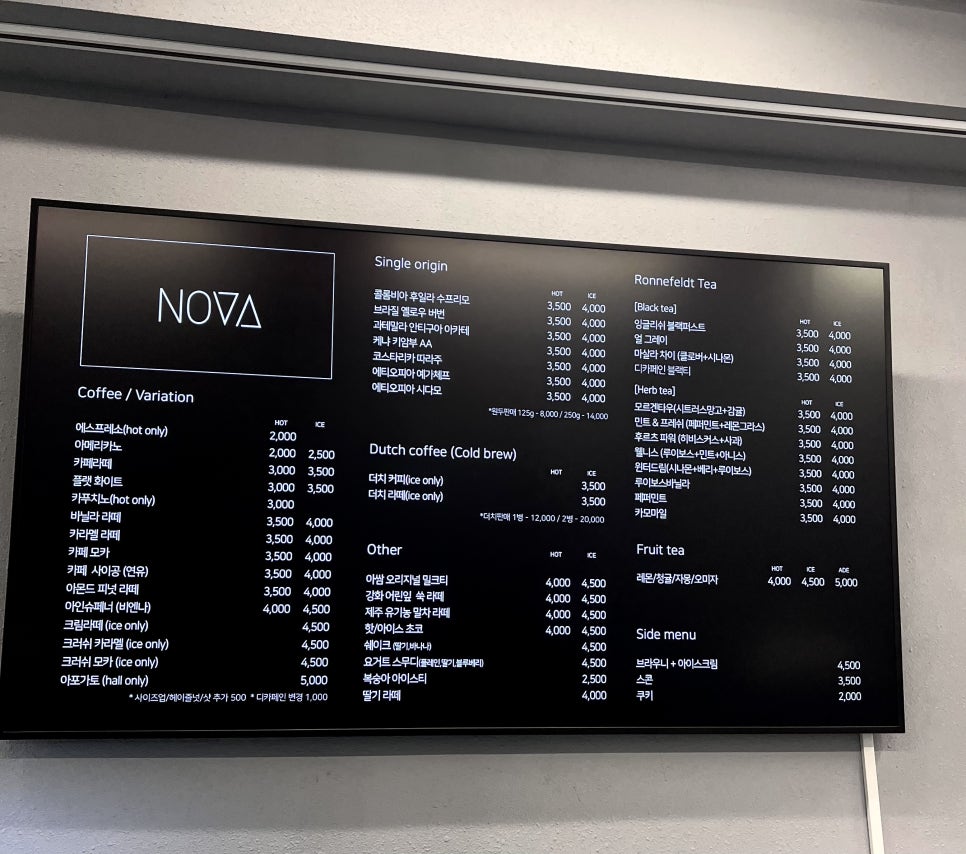 NOVA
Coffee / Variation
HOT ICE
에스프레소(hot only) 2,000
아메리카노 2,000 2,500
카페라떼 3,000 3,500
플랫 화이트 3,000 3,500
카푸치노(hot only) 3,000
바닐라 라떼 3,500 4,000
카라멜 라떼 3,500 4,000
카페 모카 3,500 4,000
카페 사이공 (연유) 3,500 4,000
아몬드 피넛 라떼 3,500 4,000
아인슈페너 (비엔나) 4,000 4,500
크림라떼 (ice only) 4,500
크러쉬 카라멜 (ice only) 4,500
크러쉬 모카 (ice only) 4,500
아포가토 (hall only) 5,000
* 사이즈업/헤이즐넛/샷 추가 500 * 디카페인 변경 1,000
Single origin
HOT ICE
콜롬비아 후일라 수프리모 3,500 4,000
브라질 옐로우 버번 3,500 4,000
과테말라 안티구아 아카테 3,500 4,000
케냐 키암부 AA 3,500 4,000
코스타리카 따라주 3,500 4,000
에티오피아 예가체프 3,500 4,000
에티오피아 시다모 3,500 4,000
*원두판매 125g - 8,000 / 250g - 14,000
Dutch coffee (Cold brew)
HOT ICE
더치 커피(ice only) 3,500
더치 라떼(ice only) 3,500
*더치판매 1병 - 12,000 / 2병 - 20,000
Other
HOT ICE
아쌈 오리지널 밀크티 4,000 4,500
강화 어린잎 쑥 라떼 4,000 4,500
제주 유기농 말차 라떼 4,000 4,500
핫/아이스 초코 4,000 4,500
쉐이크 (딸기,바나나) 4,500
요거트 스무디(플레인,딸기,블루베리) 4,500
복숭아 아이스티 2,500
딸기 라떼 4,000
Ronnefeldt Tea
[Black tea]
HOT ICE
잉글리쉬 블랙퍼스트 3,500 4,000
얼 그레이 3,500 4,000
마살라 차이 (클로버+시나몬) 3,500 4,000
디카페인 블랙티 3,500 4,000
[Herb tea]
HOT ICE
모르겐타우(시트러스망고+감귤) 3,500 4,000
민트 & 프레쉬 (페퍼민트+레몬그라스) 3,500 4,000
후르츠 파워 (히비스커스+사과) 3,500 4,000
웰니스 (루이보스+민트+아니스) 3,500 4,000
윈터드림(시나몬+베리+루이보스) 3,500 4,000
루이보스바닐라 3,500 4,000
페퍼민트 3,500 4,000
카모마일 3,500 4,000
Fruit tea
HOT ICE ADE
레몬/청귤/자몽/오미자 4,000 4,500 5,000
Side menu
브라우니 + 아이스크림 4,500
스콘 3,500
쿠키 2,000